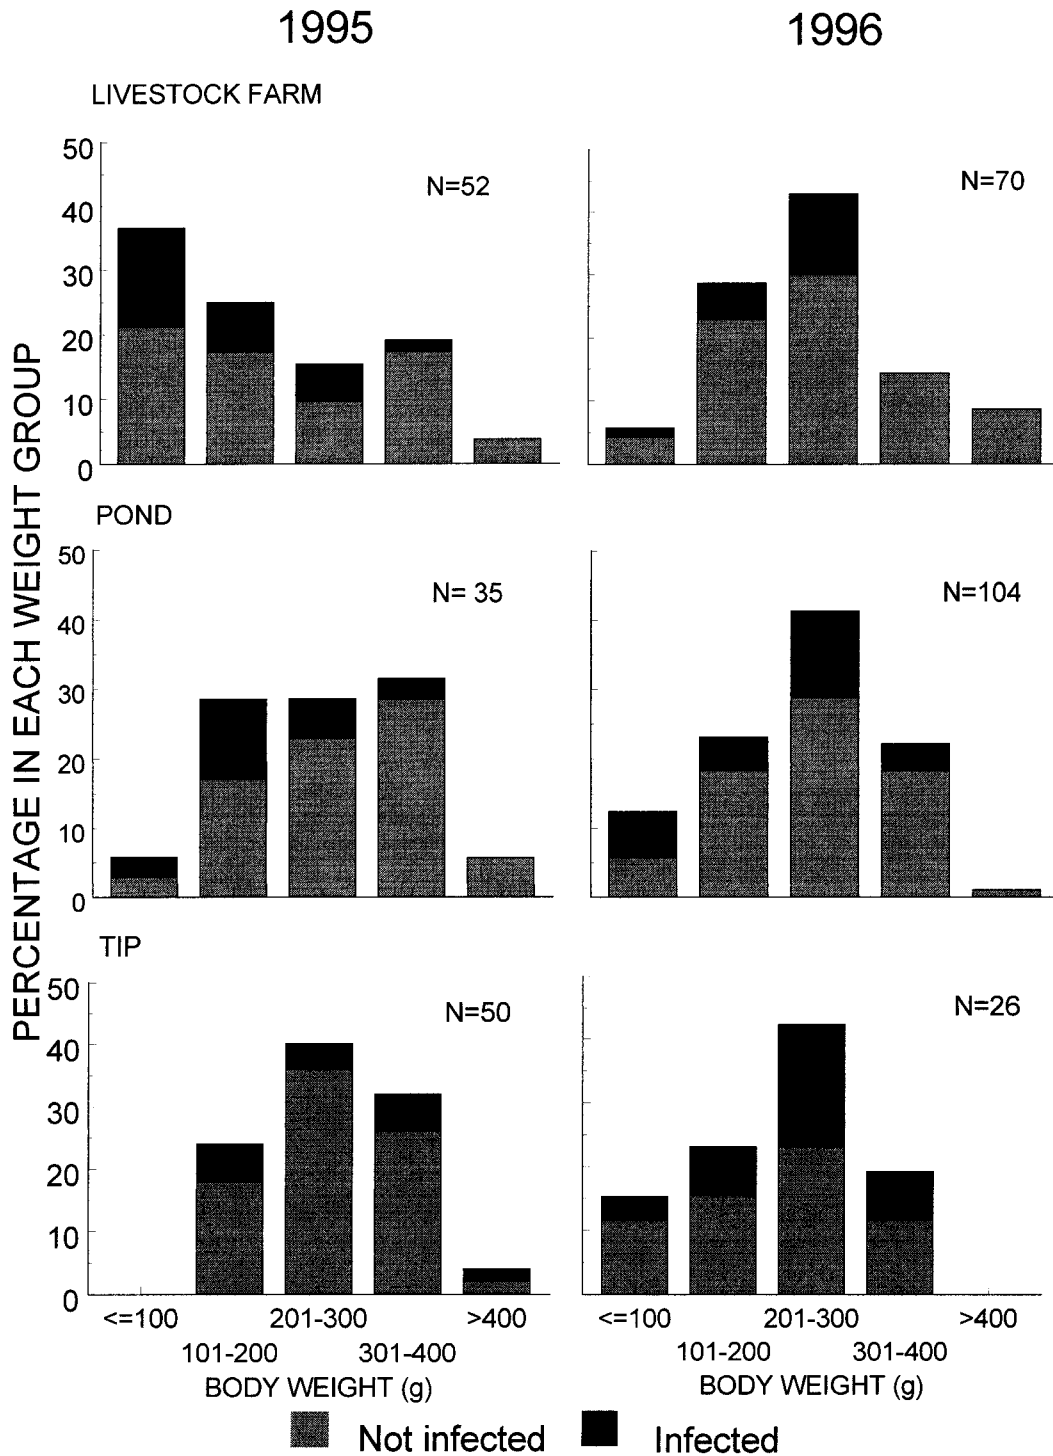 1995 1996
LIVESTOCK FARM
PERCENTAGE IN EACH WEIGHT GROUP
50
40
30
20
10
0
N=52
N=70
POND
50
40
30
20
10
0
N= 35
N=104
TIP
50
40
30
20
10
0
N=50
N=26
<=100 201-300 >400 <=100 201-300 >400
101-200 301-400 101-200 301-400
BODY WEIGHT (g) BODY WEIGHT (g)
Not infected Infected